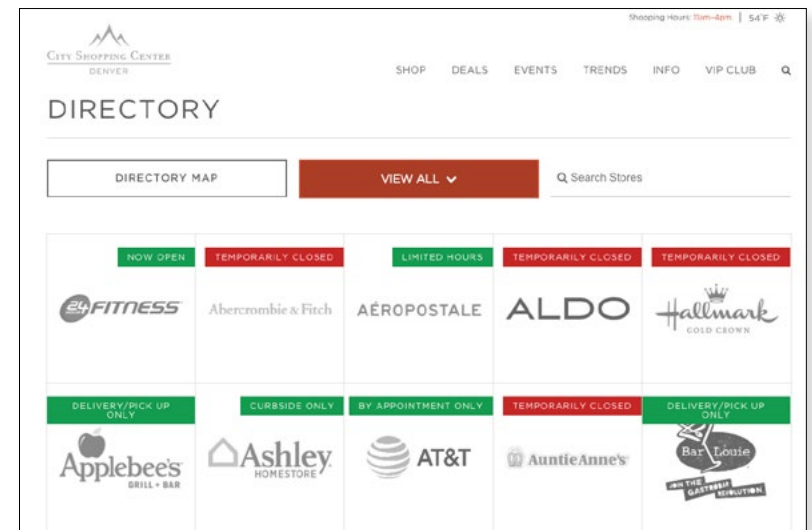 Shopping Hours: 11am-4pm | 54°F
CITY SHOPPING CENTER
DENVER
SHOP DEALS EVENTS TRENDS INFO VIP CLUB
DIRECTORY
DIRECTORY MAP
VIEW ALL
Search Stores
NOW OPEN
24 FITNESS
TEMPORARILY CLOSED
Abercrombie & Fitch
LIMITED HOURS
AÉROPOSTALE
TEMPORARILY CLOSED
ALDO
TEMPORARILY CLOSED
Hallmark
GOLD CROWN
DELIVERY/PICK UP
ONLY
Applebee's
GRILL + BAR
CURBSIDE ONLY
Ashley
HOMESTORE
BY APPOINTMENT ONLY
AT&T
TEMPORARILY CLOSED
Auntie Anne's
DELIVERY/PICK UP
ONLY
Bar Louie
JOIN THE
GASTROBAR
REVOLUTION